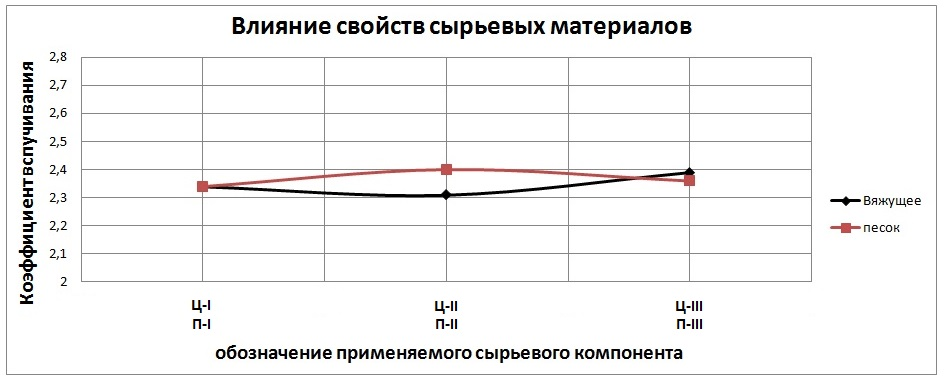 Влияние свойств сырьевых материалов
Коэффициент вспучивания
2,8
2,7
2,6
2,5
2,4
2,3
2,2
2,1
2
Ц-I
П-I
Ц-II
П-II
Ц-III
П-III
обозначение применяемого сырьевого компонента
Вяжущее
песок